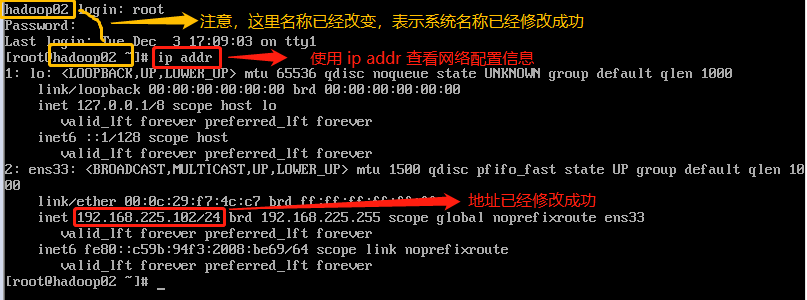 hadoop02 login: root
注意，这里名称已经改变，表示系统名称已经修改成功
Password:
Last login: Tue Dec  3 17:09:03 on tty1
[root@hadoop02 ~]# ip addr
使用 ip addr 查看网络配置信息
1: lo: <LOOPBACK,UP,LOWER_UP> mtu 65536 qdisc noqueue state UNKNOWN group default qlen 1000
link/loopback 00:00:00:00:00:00 brd 00:00:00:00:00:00
inet 127.0.0.1/8 scope host lo
valid_lft forever preferred_lft forever
inet6 ::1/128 scope host
valid_lft forever preferred_lft forever
2: ens33: <BROADCAST,MULTICAST,UP,LOWER_UP> mtu 1500 qdisc pfifo_fast state UP group default qlen 10
00
link/ether 00:0c:29:f7:4c:c7 brd ff:ff:ff:ff:ff:ff
地址已经修改成功
inet 192.168.225.102/24 brd 192.168.225.255 scope global noprefixroute ens33
valid_lft forever preferred_lft forever
inet6 fe80::c59b:94f3:2008:be69/64 scope link noprefixroute
valid_lft forever preferred_lft forever
[root@hadoop02 ~]# _